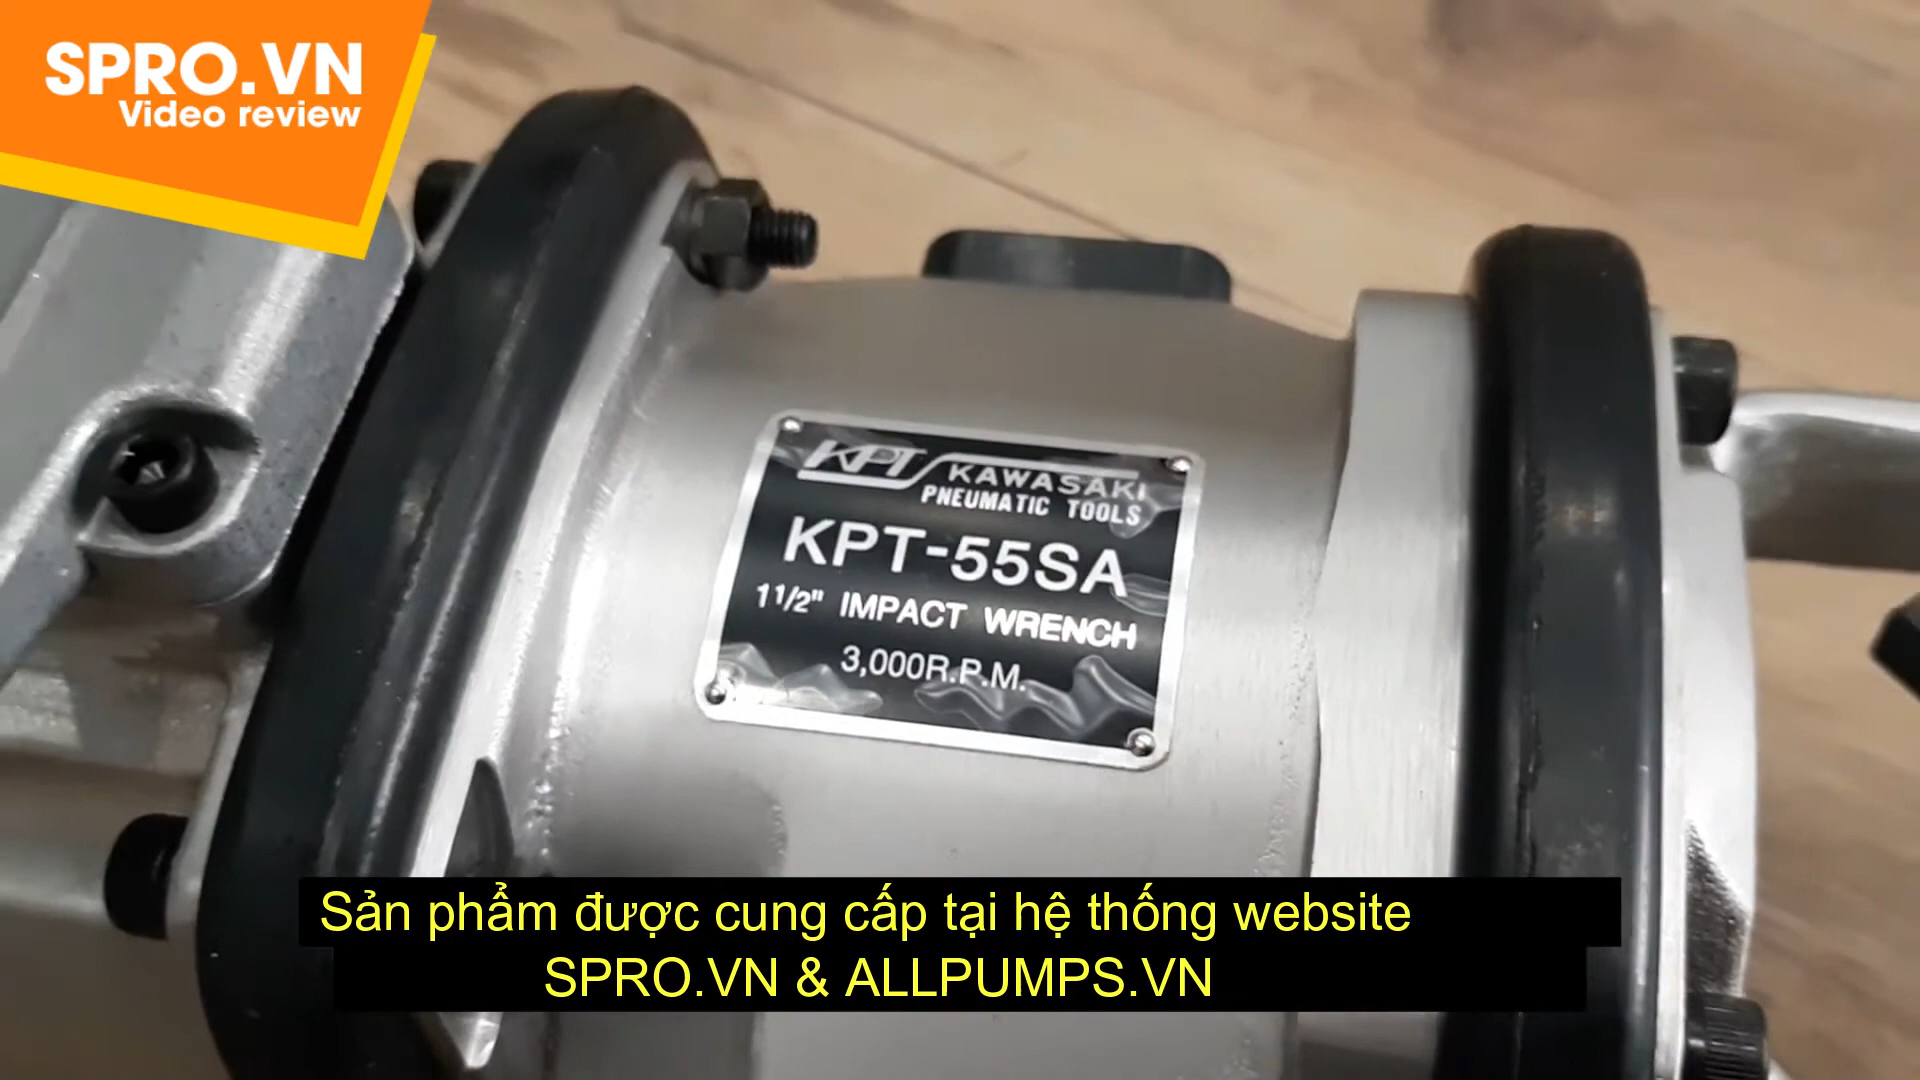 SPRO.VN
Video review
KPT KAWASAKI
PNEUMATIC TOOLS
KPT-55SA
1 1/2" IMPACT WRENCH
3,000R.P.M.
Sản phẩm được cung cấp tại hệ thống website
SPRO.VN & ALLPUMPS.VN